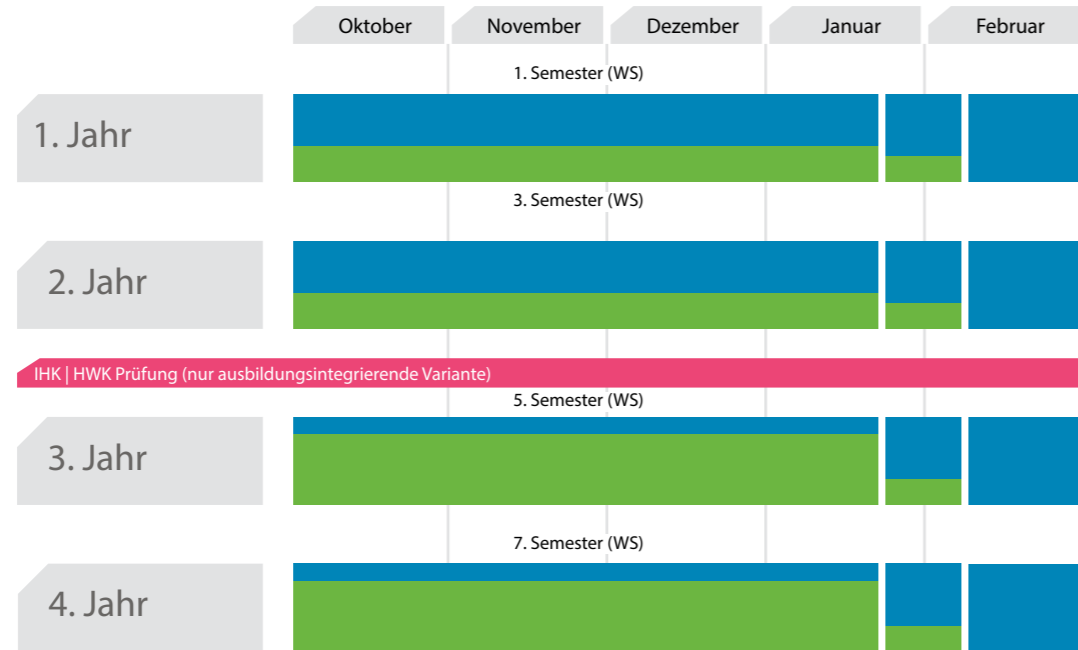 Oktober November Dezember Januar Februar
1. Semester (WS)
1. Jahr
3. Semester (WS)
2. Jahr
IHK | HWK Prüfung (nur ausbildungsintegrierende Variante)
5. Semester (WS)
3. Jahr
7. Semester (WS)
4. Jahr